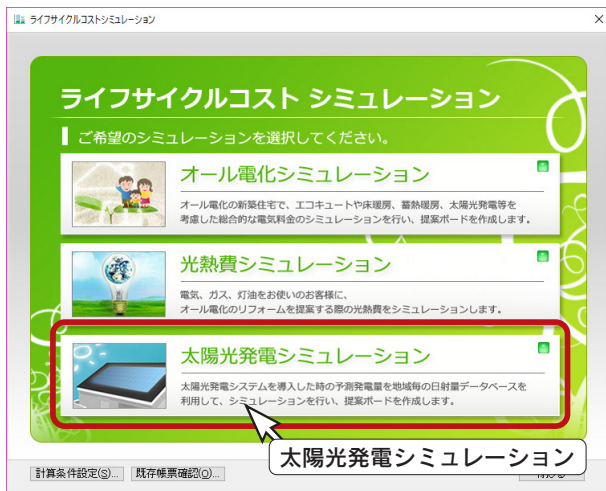 ライフサイクルコストシミュレーション
ライフサイクルコスト シミュレーション
ご希望のシミュレーションを選択してください。
オール電化シミュレーション
オール電化の新築住宅で、エコキュートや床暖房、蓄熱暖房、太陽光発電等を
考慮した総合的な電気料金のシミュレーションを行い、提案ボードを作成します。
光熱費シミュレーション
電気、ガス、灯油をお使いのお客様に、
オール電化のリフォームを提案する際の光熱費をシミュレーションします。
太陽光発電シミュレーション
太陽光発電システムを導入した時の予測発電量を地域毎の日射量データベースを
利用して、シミュレーションを行い、提案ボードを作成します。
太陽光発電シミュレーション
計算条件設定(S)... 既存帳票確認(O)...